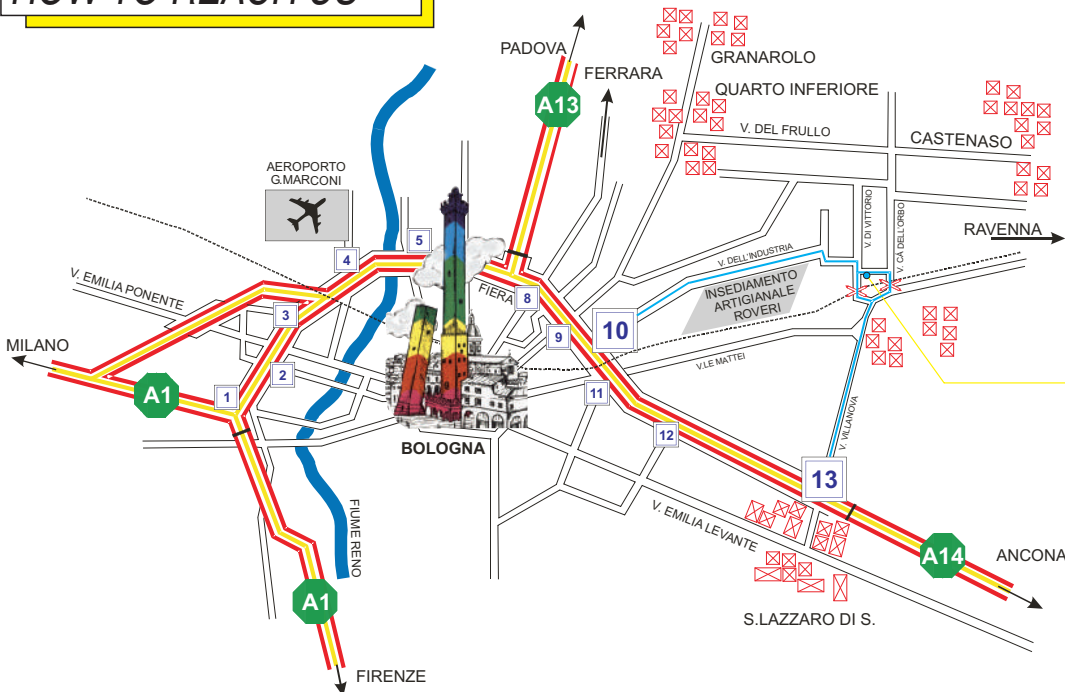 HOW TO REACH US
PADOVA
FERRARA
A13
GRANAROLO
QUARTO INFERIORE
V. DEL FRULLO
CASTENASO
AEROPORTO
G.MARCONI
RAVENNA
V. DI VITTORIO
V. CÀ DELL'ORBO
V. DELL'INDUSTRIA
5
4
V. EMILIA PONENTE
FIERA
8
INSEDIAMENTO
ARTIGIANALE
ROVERI
3
10
9
MILANO
2
V.LE MATTEI
A1
1
11
V. VILLANOVA
12
BOLOGNA
13
FIUME RENO
V. EMILIA LEVANTE
A14
ANCONA
A1
S.LAZZARO DI S.
FIRENZE